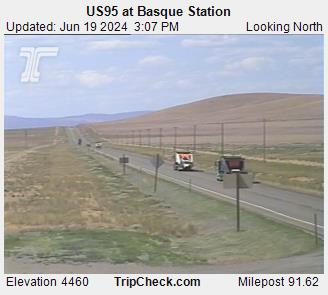 US95 at Basque Station
Updated: Jun 19 2024 3:07 PM Looking North
Elevation 4460 TripCheck.com Milepost 91.62